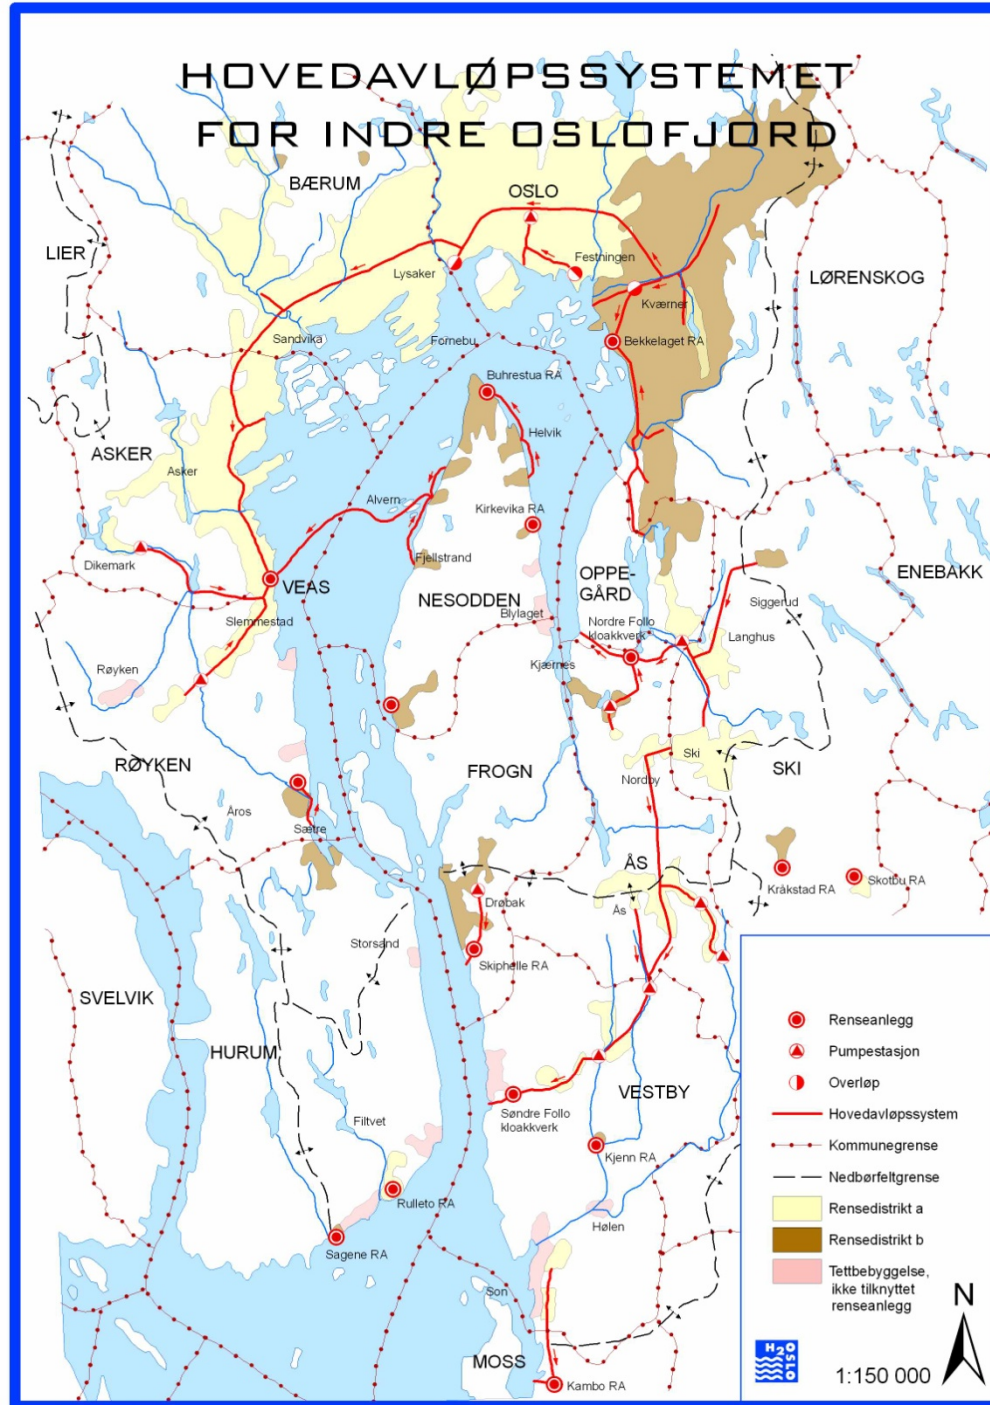 HOVEDAVLØPSSYSTEMET
FOR INDRE OSLOFJORD
BÆRUM
OSLO
LIER
Lysaker
Festningen
LØRENSKOG
Kværner
Sandvika
Fornebu
Bekkelaget RA
Buhrestua RA
Helvik
ASKER
Asker
Alvern
Kirkevika RA
Fjellstrand
Dikemark
VEAS
NESODDEN
OPPE-
GÅRD
ENEBAKK
Siggerud
Slemmestad
Blylaget
Nordre Follo
kloakkverk
Langhus
Røyken
Kjærnes
RØYKEN
FROGN
Ski
SKI
Nordby
Åros
Sætre
ÅS
Kråkstad RA
Skotbu RA
Drøbak
Ås
Storsand
Skiphelle RA
SVELVIK
HURUM
VESTBY
Søndre Follo
kloakkverk
Filtvet
Kjenn RA
Rulleto RA
Hølen
Sagene RA
Son
MOSS
Kambo RA
Renseanlegg
Pumpestasjon
Overløp
Hovedavløpssystem
Kommunegrense
Nedbørfeltgrense
Rensedistrikt a
Rensedistrikt b
Tettbebyggelse,
ikke tilknyttet
renseanlegg
N
H2O
OSLO
1:150 000